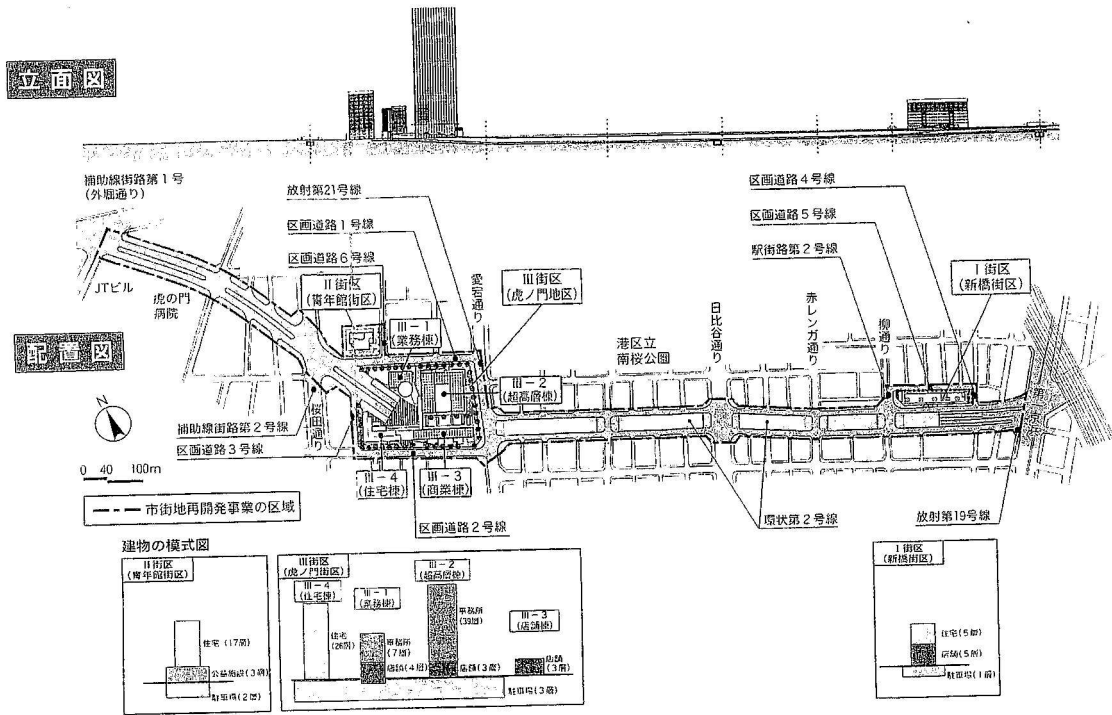 立面図
補助線街路第1号
(外堀通り)
放射第21号線
区画道路1号線
区画道路6号線
II街区
(青年館街区)
III-1
(業務棟)
愛宕通り
III街区
(虎ノ門地区)
III-2
(超高層棟)
区画道路4号線
区画道路5号線
駅街路第2号線
I街区
(新橋街区)
JTビル
虎の門
病院
配置図
N
港区立
南桜公園
日比谷通り
赤レンガ通り
柳通り
桜田通り
補助線街路第2号線
区画道路3号線
0 40 100m
III-4
(住宅棟)
III-3
(商業棟)
市街地再開発事業の区域
区画道路2号線
環状第2号線
放射第19号線
建物の模式図
II街区
(青年館街区)
住宅(17層)
公益施設(3層)
駐車場(2層)
III街区
(虎ノ門街区)
III-4
(住宅棟)
III-1
(業務棟)
III-2
(超高層棟)
III-3
(店舗棟)
住宅
(26層)
事務所
(7層)
店舗(4層)
事務所
(39層)
店舗(3層)
店舗
(3層)
駐車場(3層)
I街区
(新橋街区)
住宅(5層)
店舗(5層)
駐車場(1層)